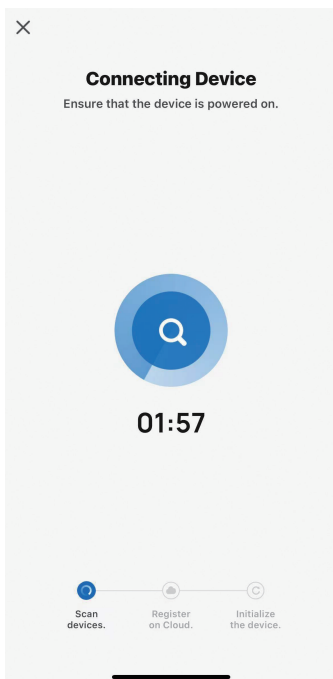 Connecting Device
Ensure that the device is powered on.
01:57
Scan
devices.
Register
on Cloud.
Initialize
the device.